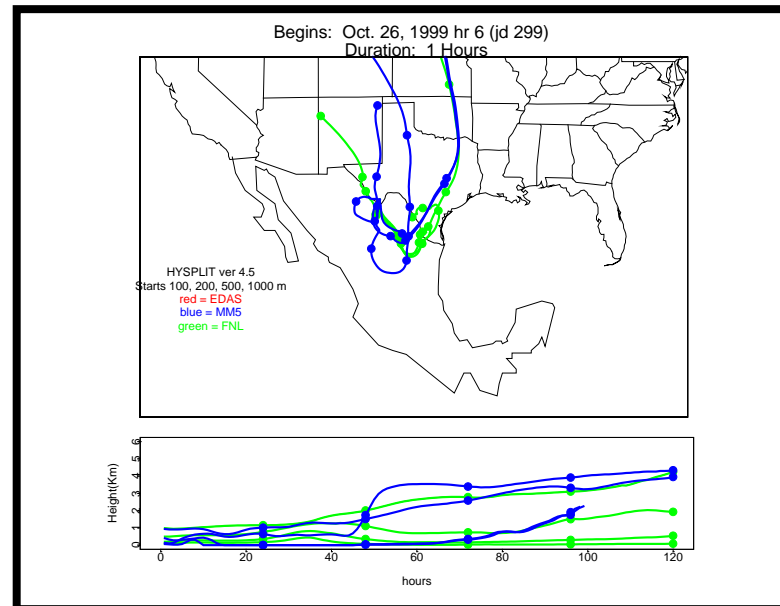 Begins:  Oct. 26, 1999 hr 6 (jd 299)
Duration:  1 Hours
HYSPLIT ver 4.5
Starts 100, 200, 500, 1000 m
red = EDAS
blue = MM5
green = FNL
Height(Km)
6
5
4
3
2
1
0
0 20 40 60 80 100 120
hours